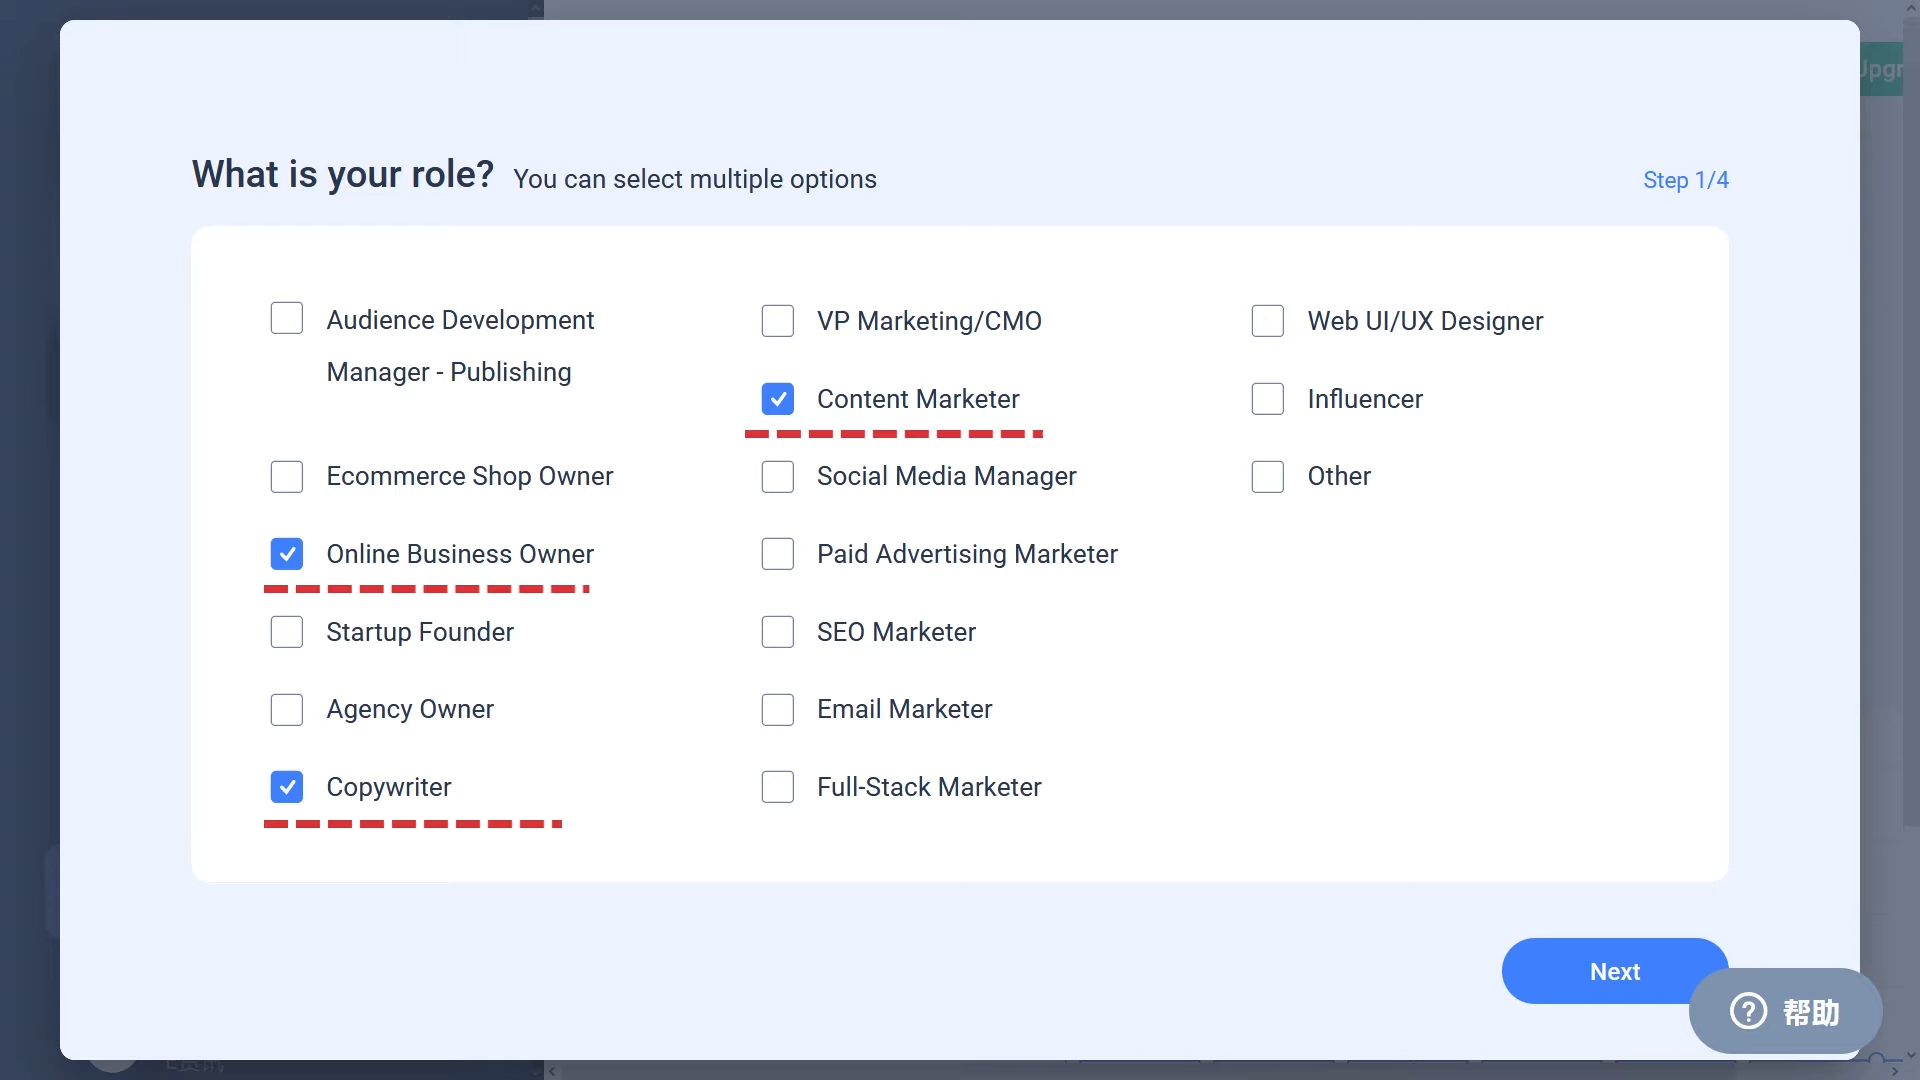 What is your role? You can select multiple options
Step 1/4
Audience Development
Manager - Publishing
Ecommerce Shop Owner
Online Business Owner
Startup Founder
Agency Owner
Copywriter
VP Marketing/CMO
Content Marketer
Social Media Manager
Paid Advertising Marketer
SEO Marketer
Email Marketer
Full-Stack Marketer
Web UI/UX Designer
Influencer
Other
Next
帮助